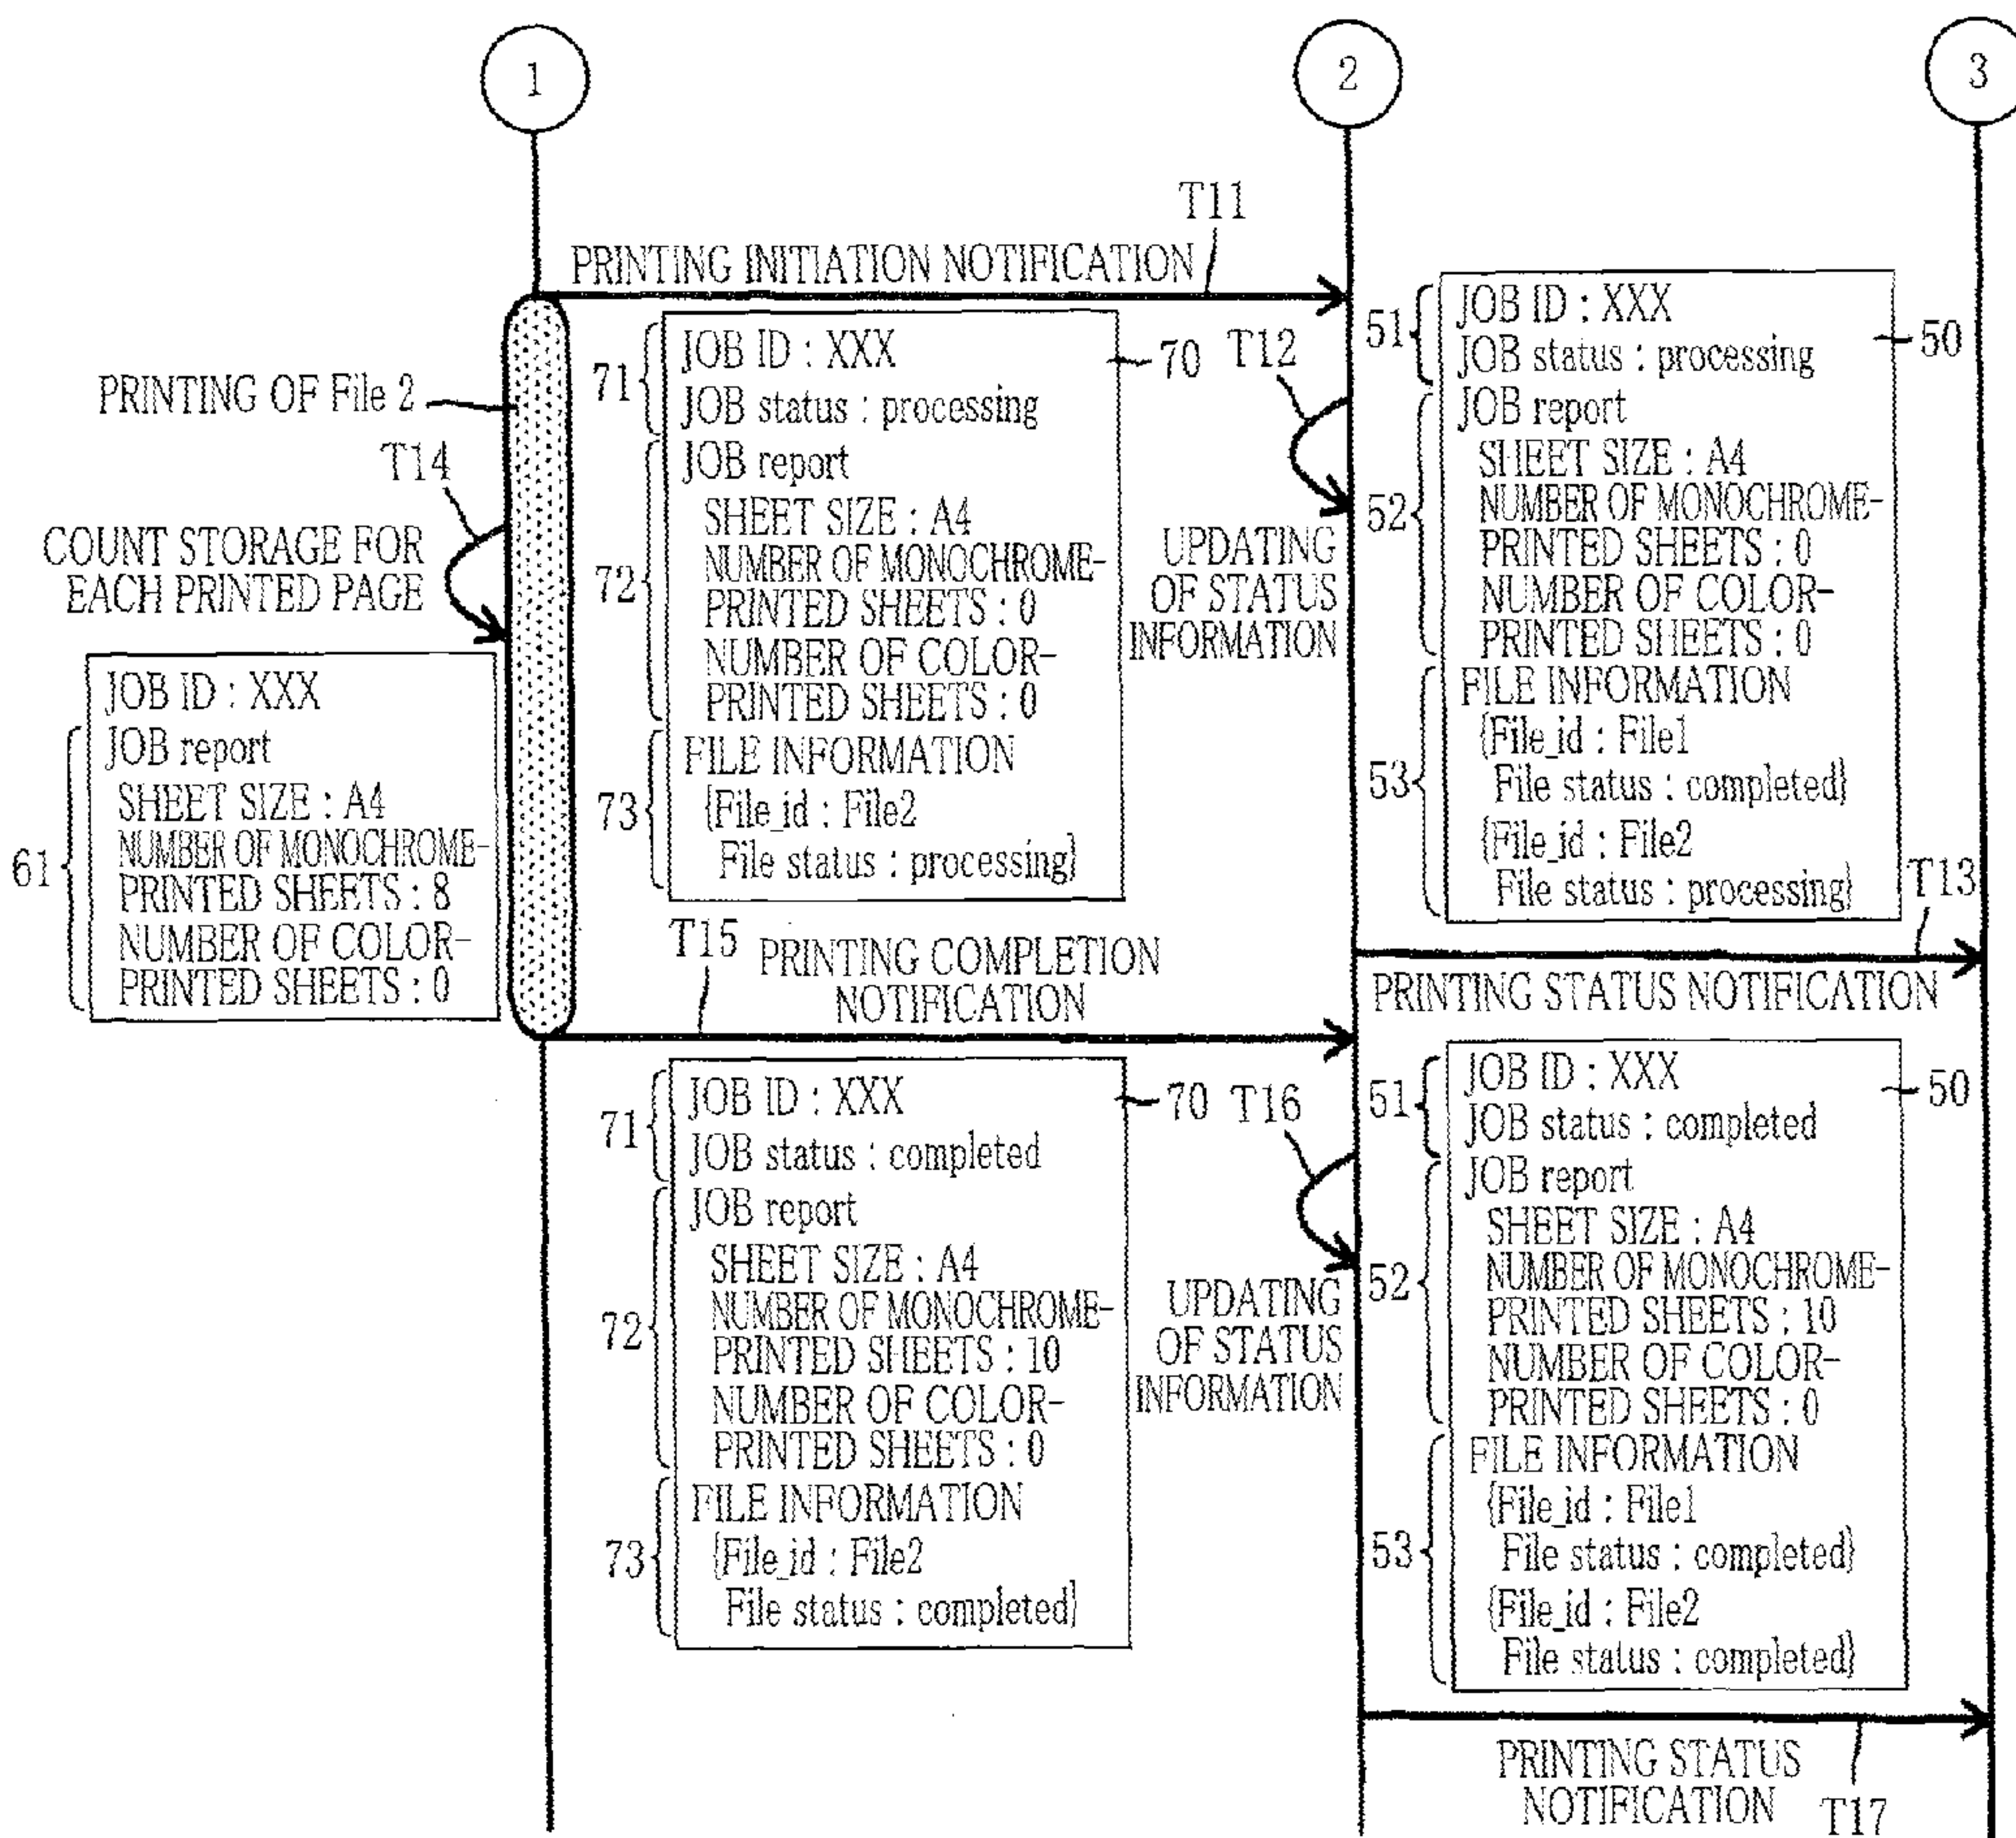 1
2
3
T11
PRINTING INITIATION NOTIFICATION
PRINTING OF File 2
T14
COUNT STORAGE FOR
EACH PRINTED PAGE
JOB ID : XXX
61
JOB report
SHEET SIZE : A4
NUMBER OF MONOCHROME-
PRINTED SHEETS : 8
NUMBER OF COLOR-
PRINTED SHEETS : 0
70
71
JOB ID : XXX
JOB status : processing
72
JOB report
SHEET SIZE : A4
NUMBER OF MONOCHROME-
PRINTED SHEETS : 0
NUMBER OF COLOR-
PRINTED SHEETS : 0
73
FILE INFORMATION
{File_id : File2
File status : processing}
T12
UPDATING
OF STATUS
INFORMATION
50
51
JOB ID : XXX
JOB status : processing
52
JOB report
SHEET SIZE : A4
NUMBER OF MONOCHROME-
PRINTED SHEETS : 0
NUMBER OF COLOR-
PRINTED SHEETS : 0
53
FILE INFORMATION
{File_id : File1
File status : completed}
{File_id : File2
File status : processing}
T13
PRINTING STATUS NOTIFICATION
T15
PRINTING COMPLETION
NOTIFICATION
70
71
JOB ID : XXX
JOB status : completed
72
JOB report
SHEET SIZE : A4
NUMBER OF MONOCHROME-
PRINTED SHEETS : 10
NUMBER OF COLOR-
PRINTED SHEETS : 0
73
FILE INFORMATION
{File_id : File2
File status : completed}
T16
UPDATING
OF STATUS
INFORMATION
50
51
JOB ID : XXX
JOB status : completed
52
JOB report
SHEET SIZE : A4
NUMBER OF MONOCHROME-
PRINTED SHEETS : 10
NUMBER OF COLOR-
PRINTED SHEETS : 0
53
FILE INFORMATION
{File_id : File1
File status : completed}
{File_id : File2
File status : completed}
PRINTING STATUS
NOTIFICATION
T17